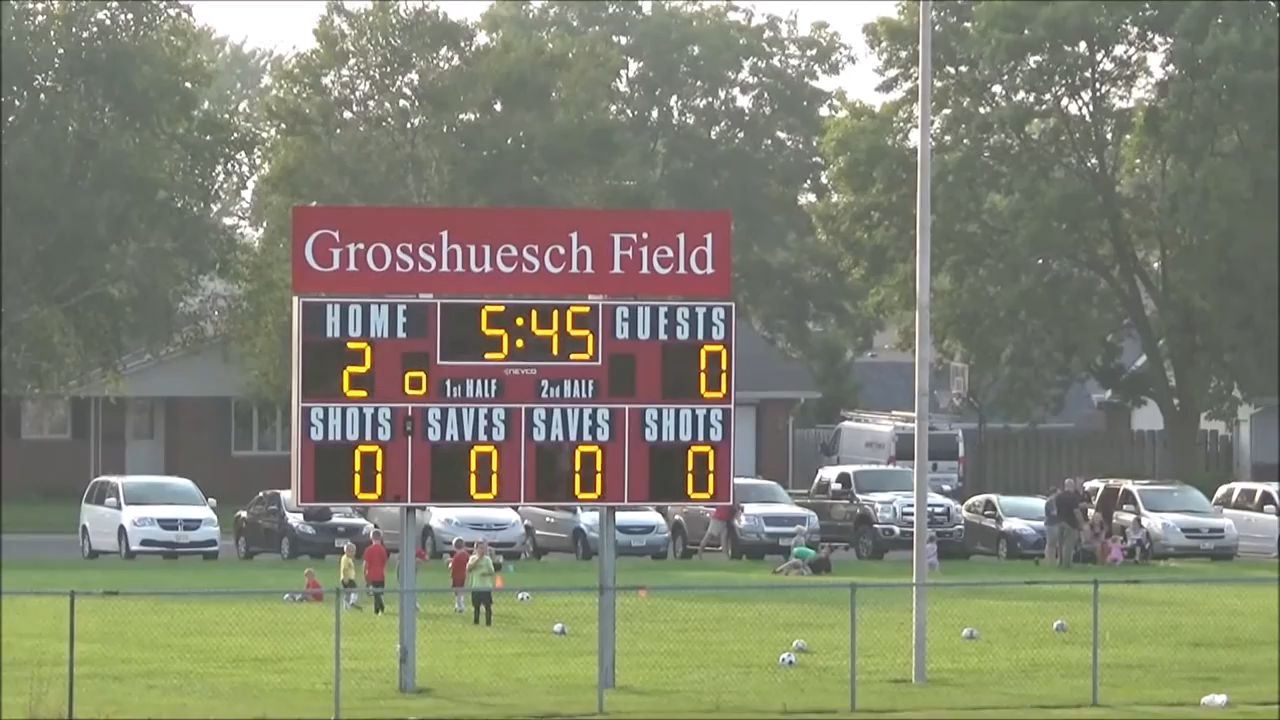 Grosshuesch Field
HOME 5:45 GUESTS
2 0
NEVCO
1st HALF 2nd HALF
SHOTS SAVES SAVES SHOTS
0 0 0 0